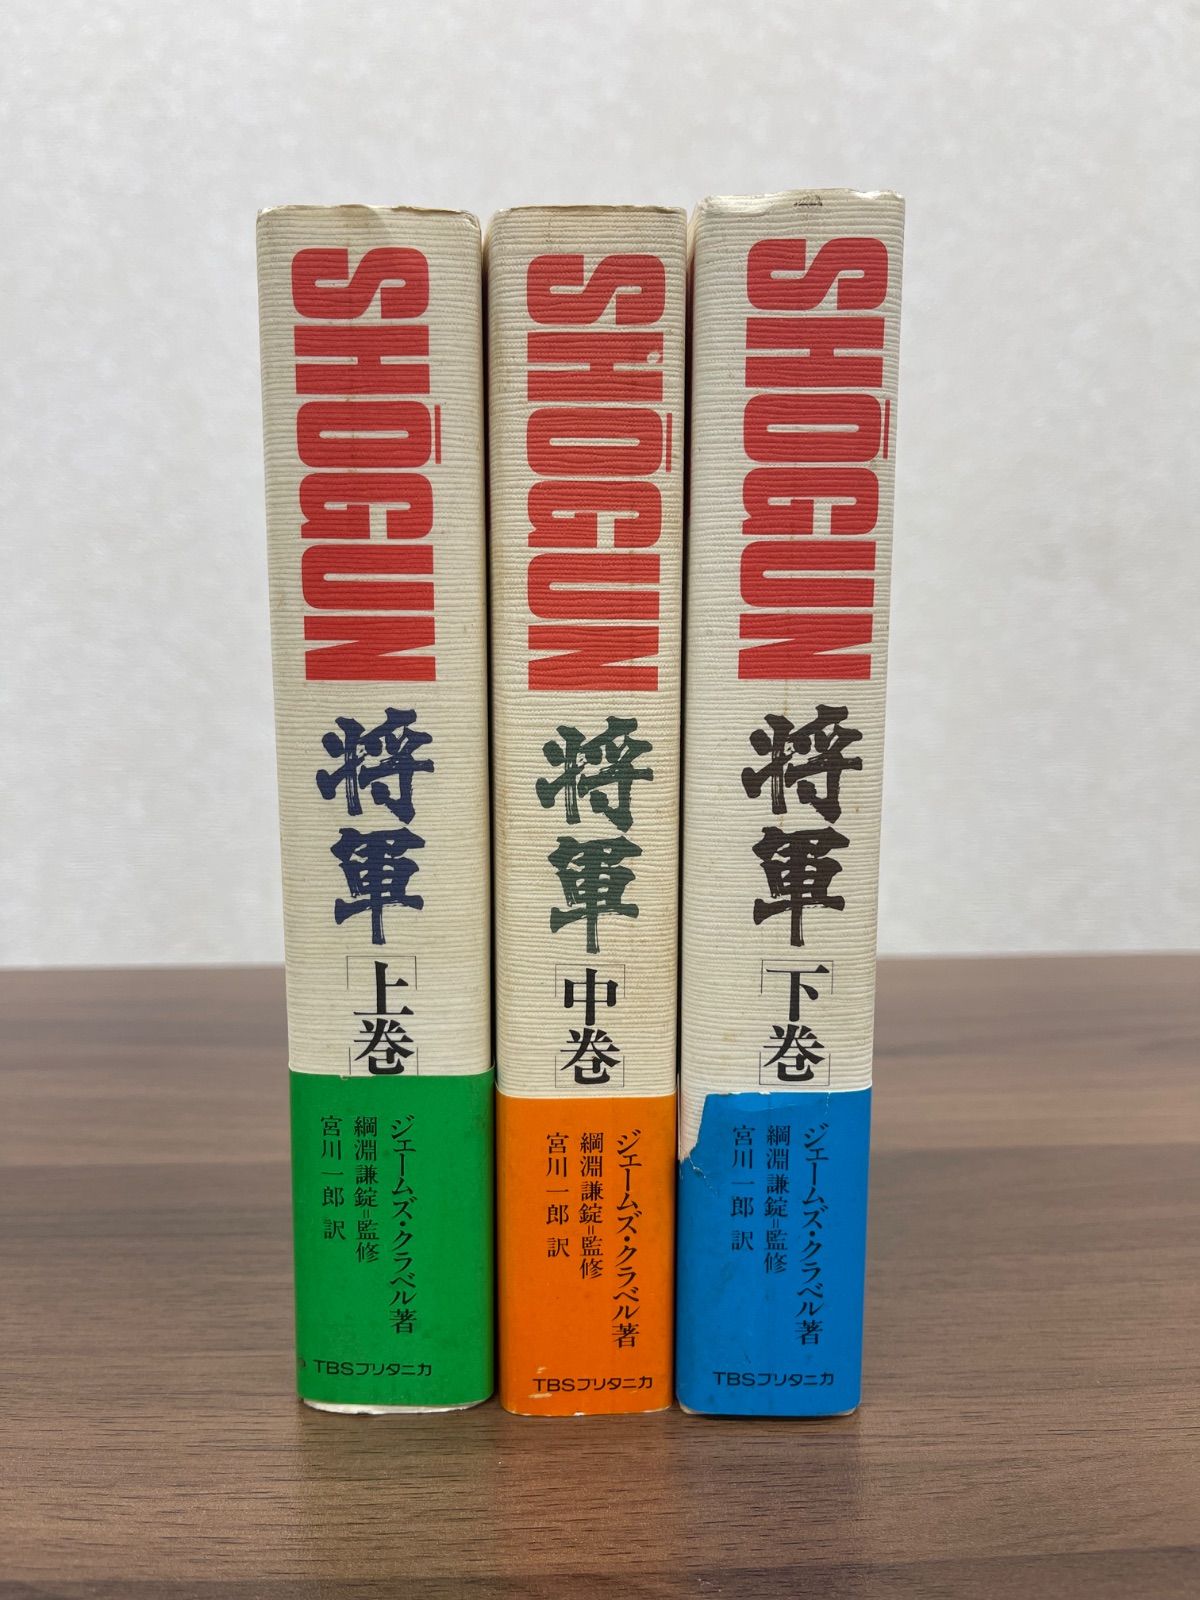 SHŌGUN
将軍
[上巻]
ジェームズ・クラベル著
綱淵謙錠=監修
宮川一郎 訳
TBSブリタニカ
SHŌGUN
将軍
[中巻]
ジェームズ・クラベル著
綱淵謙錠=監修
宮川一郎 訳
TBSブリタニカ
SHŌGUN
将軍
[下巻]
ジェームズ・クラベル著
綱淵謙錠=監修
宮川一郎 訳
TBSブリタニカ